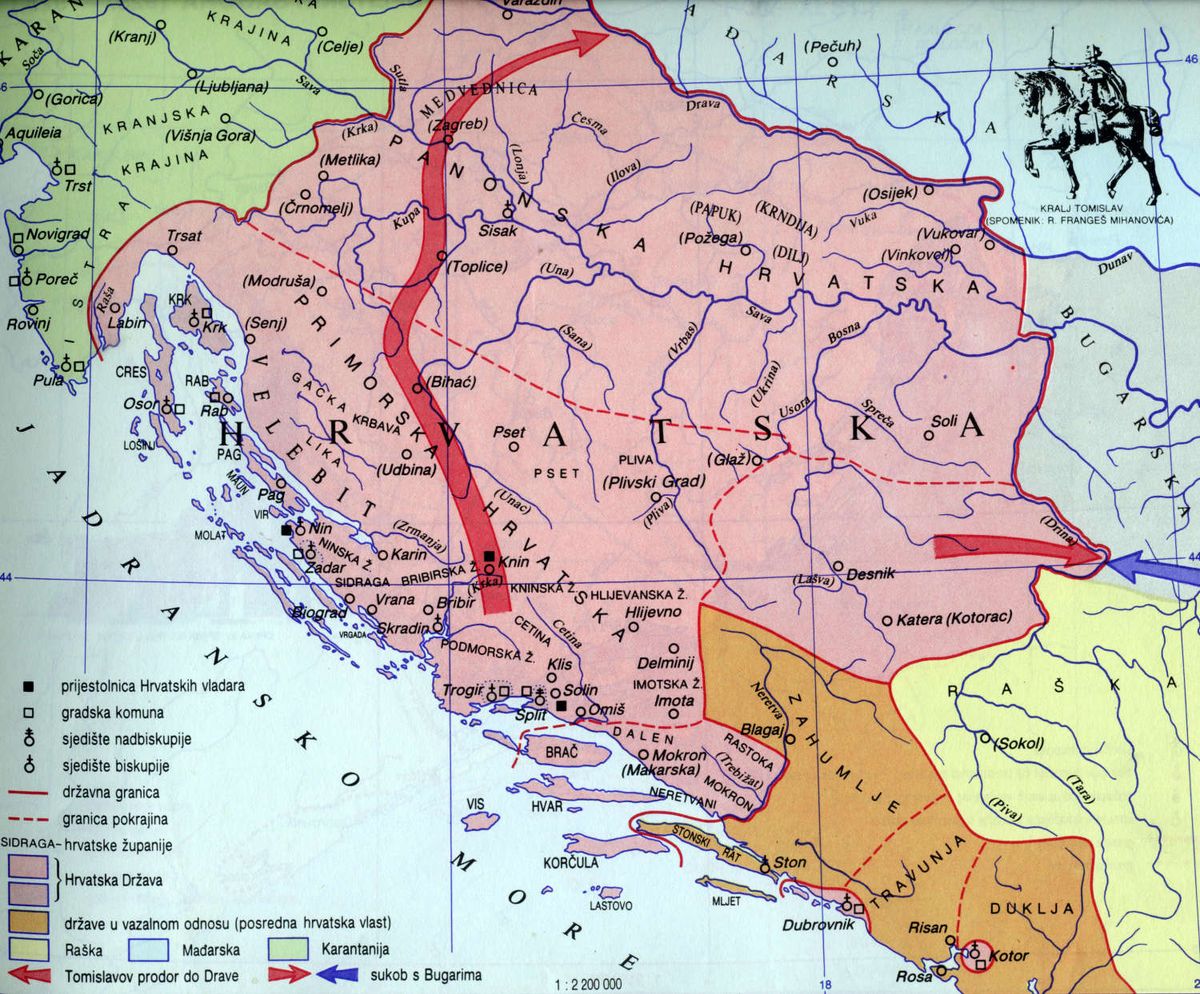 Varaždin
KARAN
(Kranj)
KRAJINA
(Celje)
Soča
(Gorica)
(Ljubljana)
Sava
Sutla
KRANJSKA
KRAJINA
(Višnja Gora)
Aquileia
Trst
ISTRA
Novigrad
Poreč
Rovinj
Pula
Raša
Labin
Trsat
46
MEDVEDNICA
(Zagreb)
(Krka)
(Metlika)
(Črnomelj)
Kupa
(Lonja)
Česma
(Ilova)
Sisak
(Toplice)
PANONSKA HRVATSKA
Drava
MAĐARSKA
(Pečuh)
46
KRALJ TOMISLAV
(SPOMENIK: R. FRANGEŠ MIHANOVIĆA)
(Osijek)
(PAPUK)
(KRNDIJA)
(DILJ)
(Požega)
Vuka
(Vukovar)
(Vinkovci)
Dunav
BUGARSKA
(Modruša)
(Senj)
KRK
Krk
CRES
RAB
Rab
Osor
LOŠINJ
PAG
Pag
MAUN
VIR
MOLAT
VELEBIT
PRIMORSKA HRVATSKA
GAČKA
KRBAVA
LIKA
(Udbina)
(Bihać)
(Una)
(Sana)
(Vrbas)
(Ukrina)
Sava
Bosna
Usora
Spreča
Soli
HRVATSKA
Pset
PSET
PLIVA
(Plivski Grad)
(Pliva)
(Glaž)
(Unac)
(Zrmanja)
(Drina)
44
44
Nin
NINSKA Ž.
Zadar
Karin
SIDRAGA
BRIBIRSKA Ž.
Knin
(Krka)
KNINSKA Ž.
HLIJEVANSKA Ž.
Hlijevno
Biograd
Vrana
VRGADA
Bribir
Skradin
CETINA
Cetina
PODMORSKA Ž.
Klis
Trogir
Split
Solin
Omiš
Delminij
IMOTSKA Ž.
Imota
(Lašva)
Desnik
Katera (Kotorac)
DALEN
Mokron
(Makarska)
RASTOKA
(Trebižat)
MOKRON
NERETVANI
BRAČ
HVAR
VIS
KORČULA
LASTOVO
STONSKI RAT
Ston
MLJET
Neretva
Blagaj
ZAHUMLJE
TRAVUNJA
Dubrovnik
DUKLJA
Risan
Kotor
Rosa
RAŠKA
(Sokol)
(Tara)
(Piva)
JADRANSKO MORE
prijestolnica Hrvatskih vladara
gradska komuna
sjedište nadbiskupije
sjedište biskupije
državna granica
granica pokrajina
SIDRAGA– hrvatske županije
Hrvatska Država
države u vazalnom odnosu (posredna hrvatska vlast)
Raška Mađarska Karantanija
Tomislavov prodor do Drave sukob s Bugarima
1 : 2 200 000
18